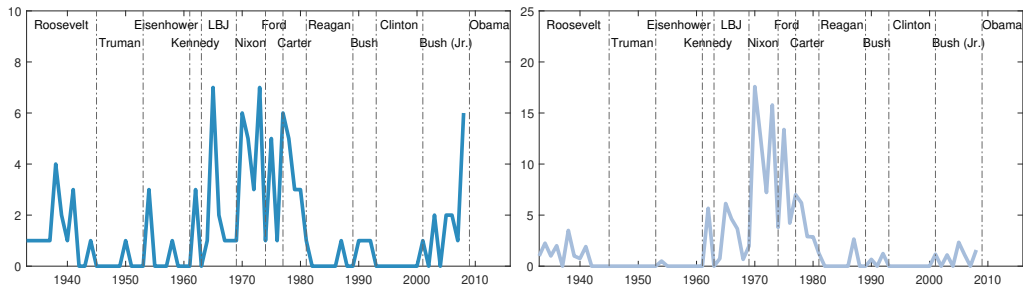 10 Roosevelt Eisenhower LBJ Ford Reagan Clinton Obama
Truman Kennedy Nixon Carter Bush Bush (Jr.)
8
6
4
2
0
1940 1950 1960 1970 1980 1990 2000 2010
25
Roosevelt Eisenhower LBJ Ford Reagan Clinton Obama
Truman Kennedy Nixon Carter Bush Bush (Jr.)
20
15
10
5
0
1940 1950 1960 1970 1980 1990 2000 2010